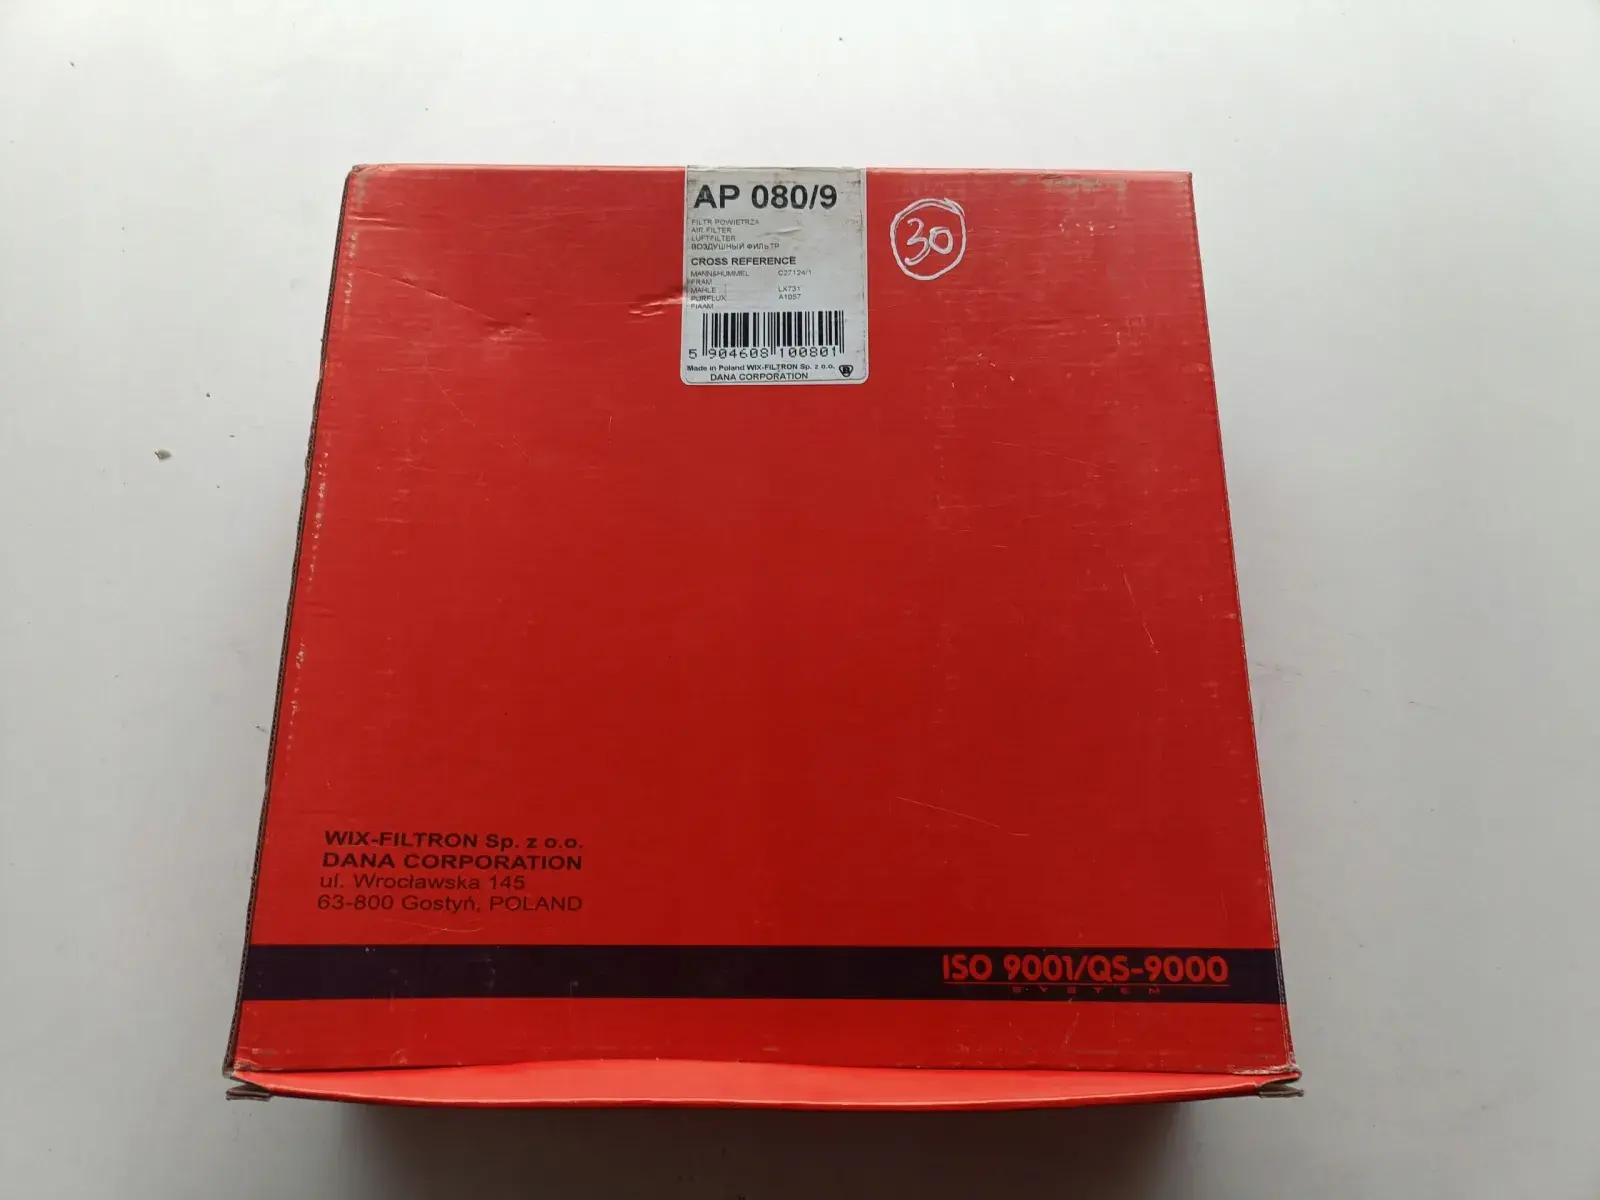 AP 080/9
FILTR POWIETRZA
AIR FILTER
LUFTFILTER
ВОЗДУШНЫЙ ФИЛЬТР
CROSS REFERENCE
MANN&HUMMEL C27124/1
FRAM
MAHLE LX731
PURFLUX A1057
FIAAM
5 904608 100801
Made in Poland WIX-FILTRON Sp. z o.o.
DANA CORPORATION
30
WIX-FILTRON Sp. z o.o.
DANA CORPORATION
ul. Wrocławska 145
63-800 Gostyń, POLAND
ISO 9001/QS-9000
SYSTEM